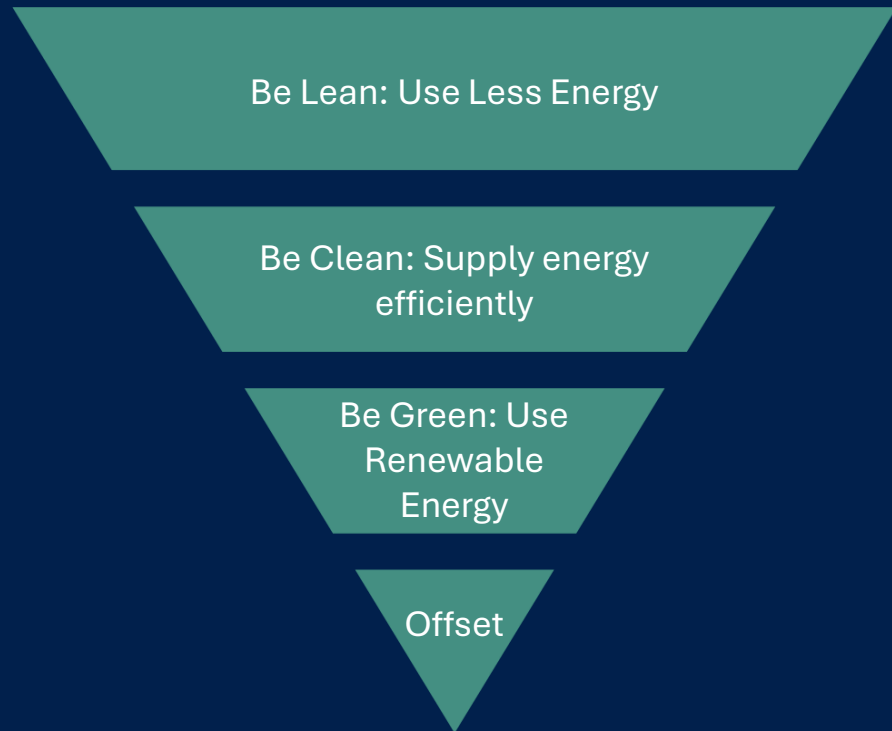 Be Lean: Use Less Energy
Be Clean: Supply energy
efficiently
Be Green: Use
Renewable
Energy
Offset